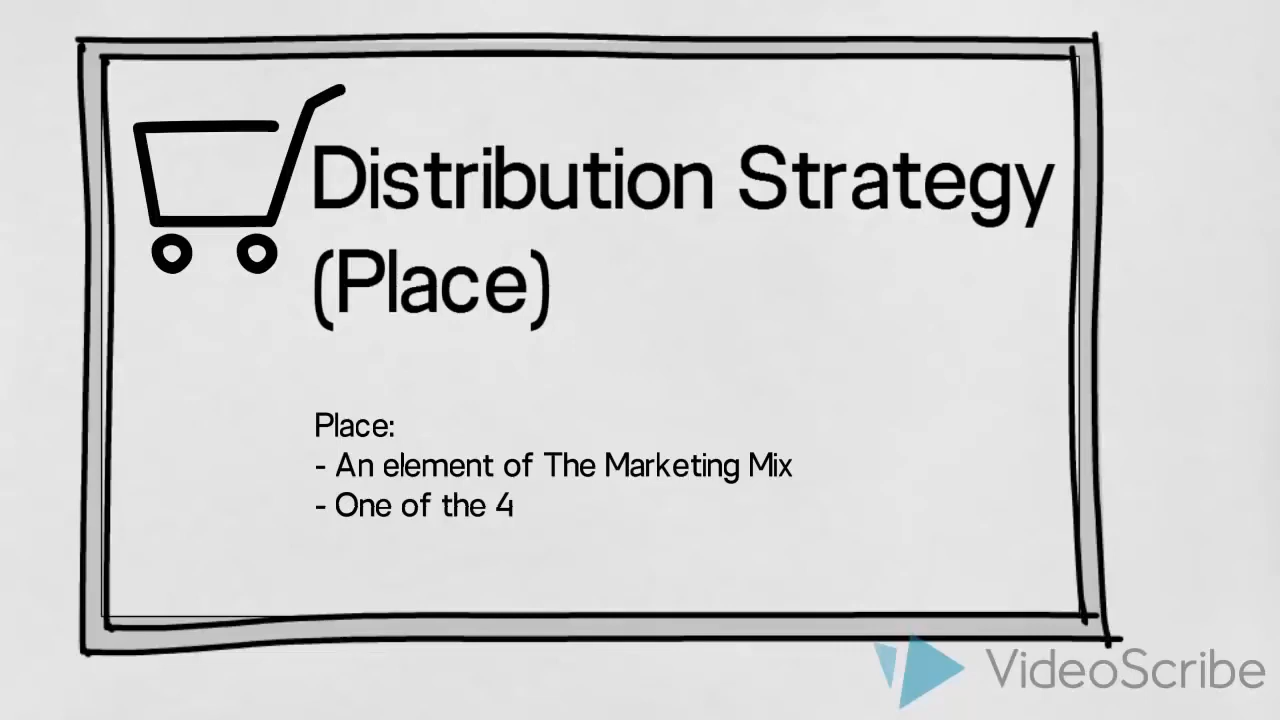 Distribution Strategy
(Place)
Place:
- An element of The Marketing Mix
- One of the 4
VideoScribe